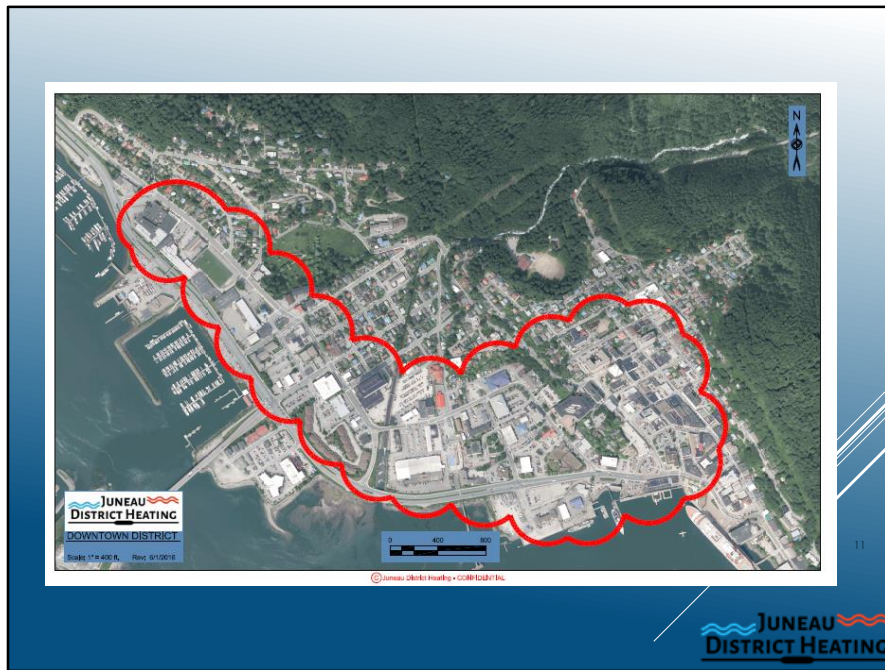 N
JUNEAU
DISTRICT HEATING
DOWNTOWN DISTRICT
Scale: 1" = 400 ft. Rev: 6/1/2016
0 400 800
© Juneau District Heating • CONFIDENTIAL
11
JUNEAU
DISTRICT HEATING